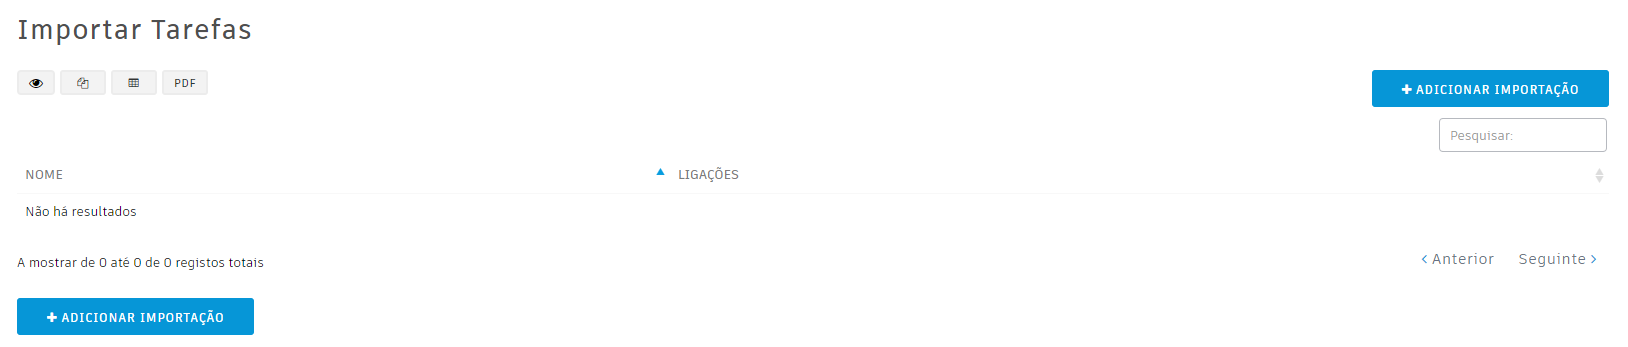 Importar Tarefas
PDF
ADICIONAR IMPORTAÇÃO
Pesquisar:
NOME LIGAÇÕES
Não há resultados
A mostrar de 0 até 0 de 0 registos totais
Anterior Seguinte
ADICIONAR IMPORTAÇÃO